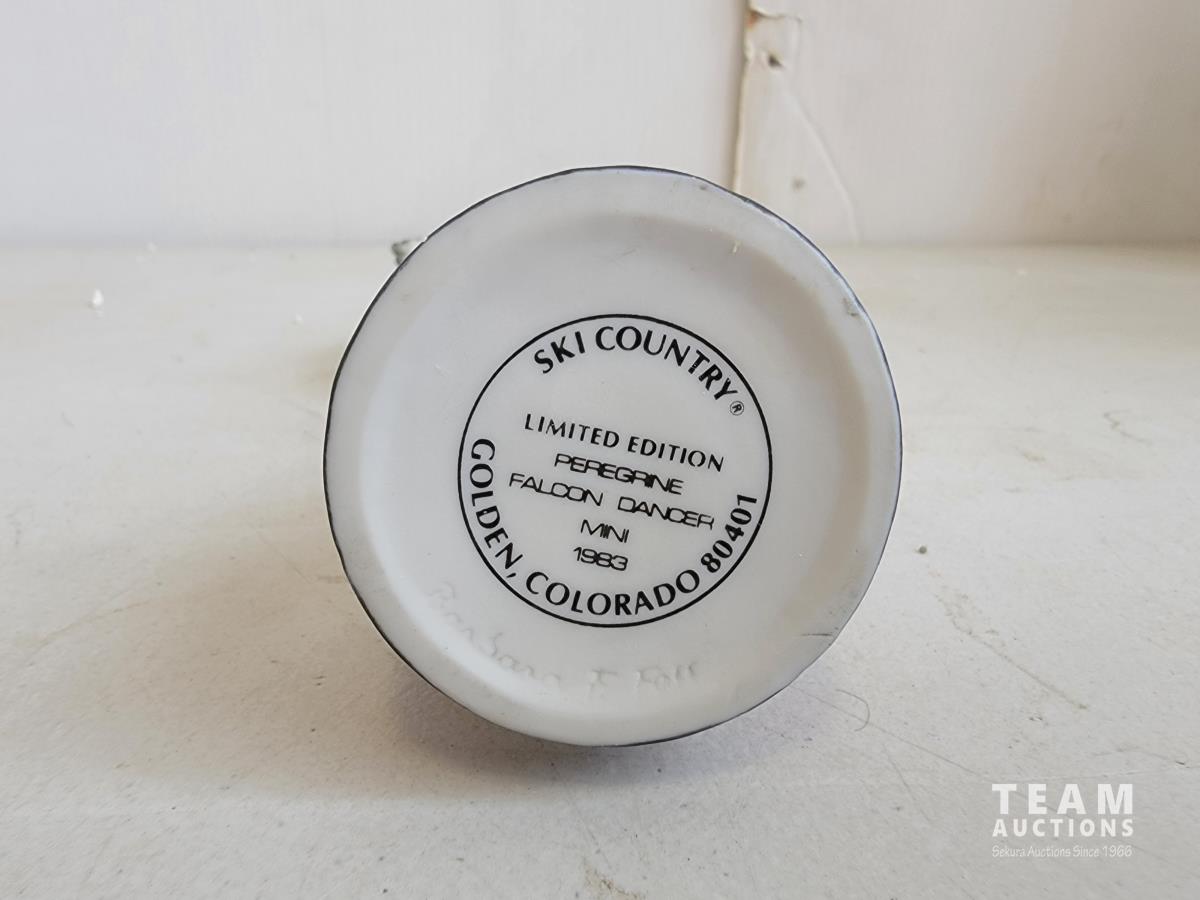 SKI COUNTRY®
LIMITED EDITION
PEREGRINE
FALCON DANCER
MINI
1983
GOLDEN, COLORADO 80401
TEAM
AUCTIONS
Sekura Auctions Since 1966